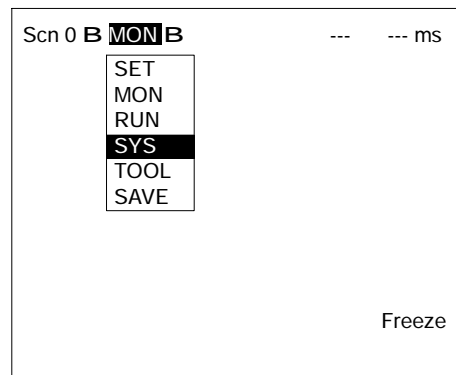 Scn 0 B MON B --- --- ms
SET
MON
RUN
SYS
TOOL
SAVE
Freeze